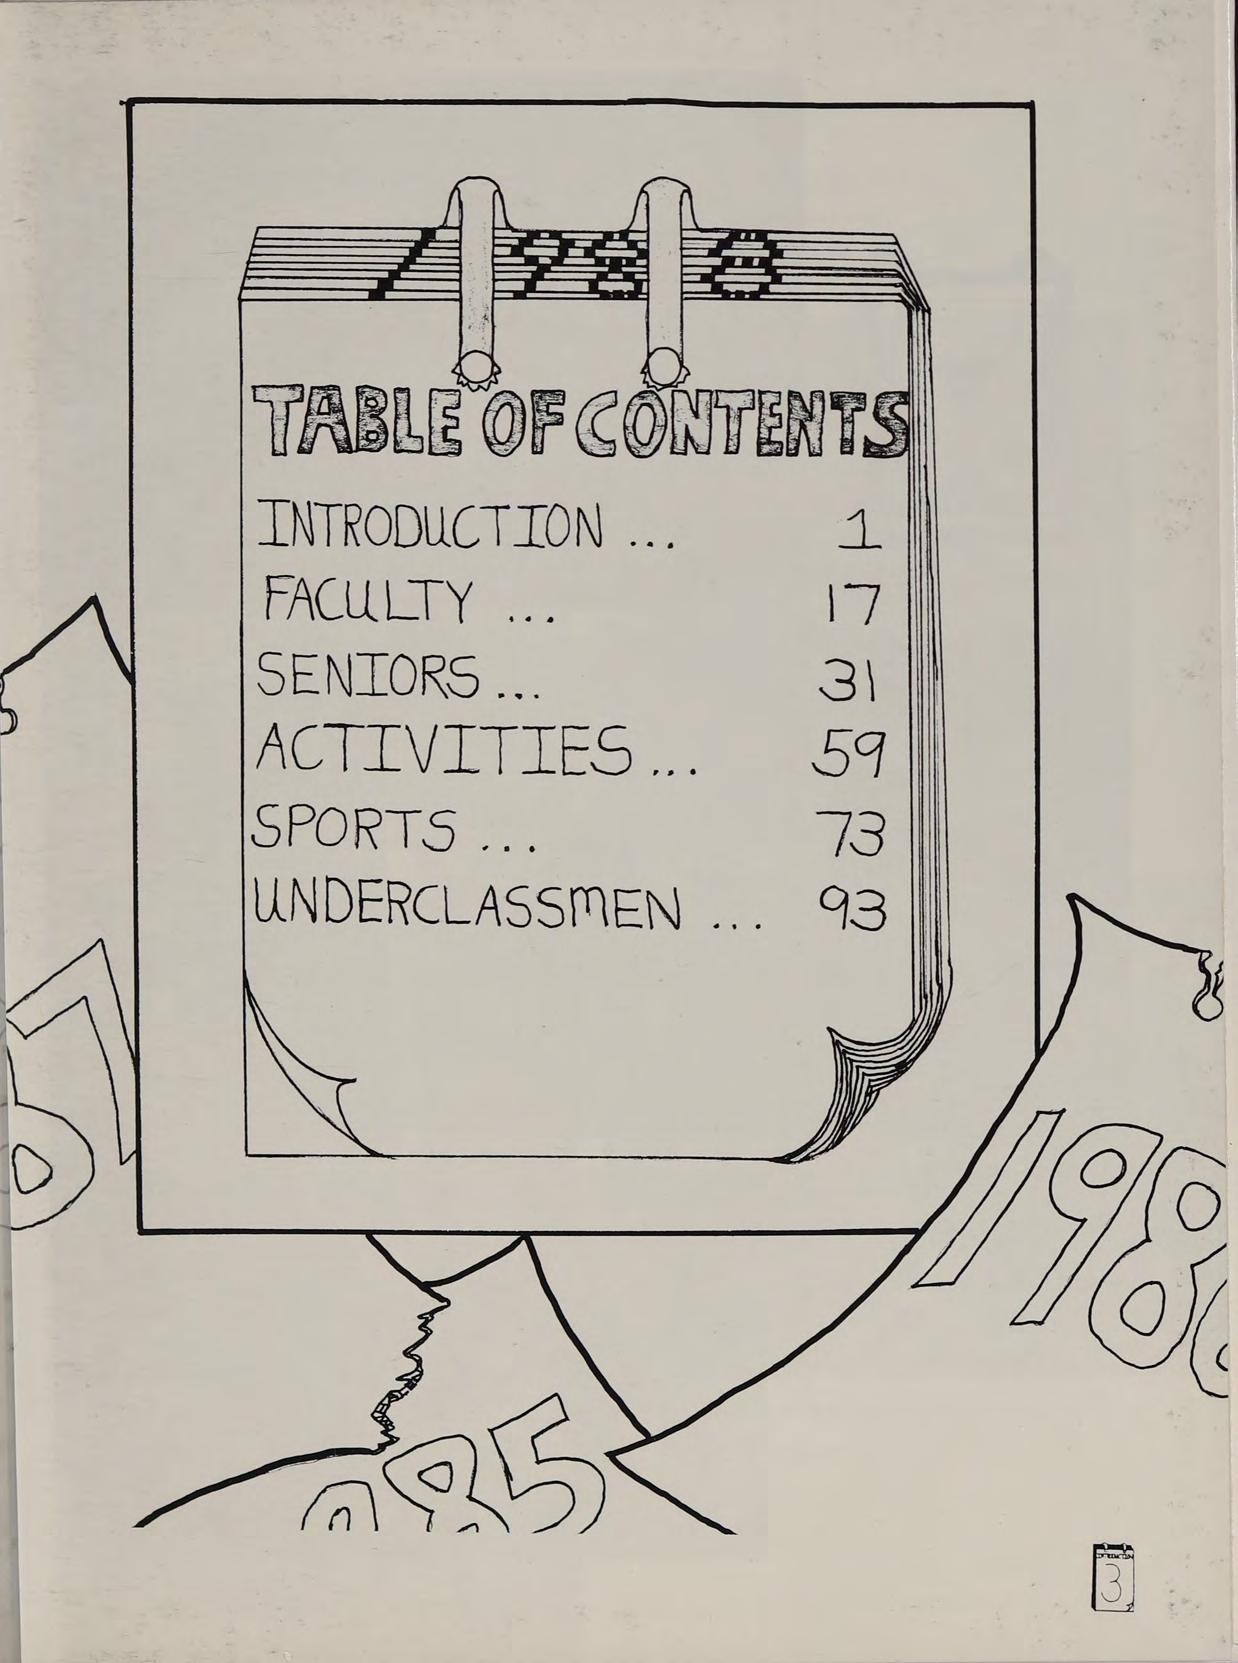 1988
TABLE OF CONTENTS
INTRODUCTION ... 1
FACULTY ... 17
SENIORS ... 31
ACTIVITIES ... 59
SPORTS ... 73
UNDERCLASSMEN ... 93
7
198
985
3